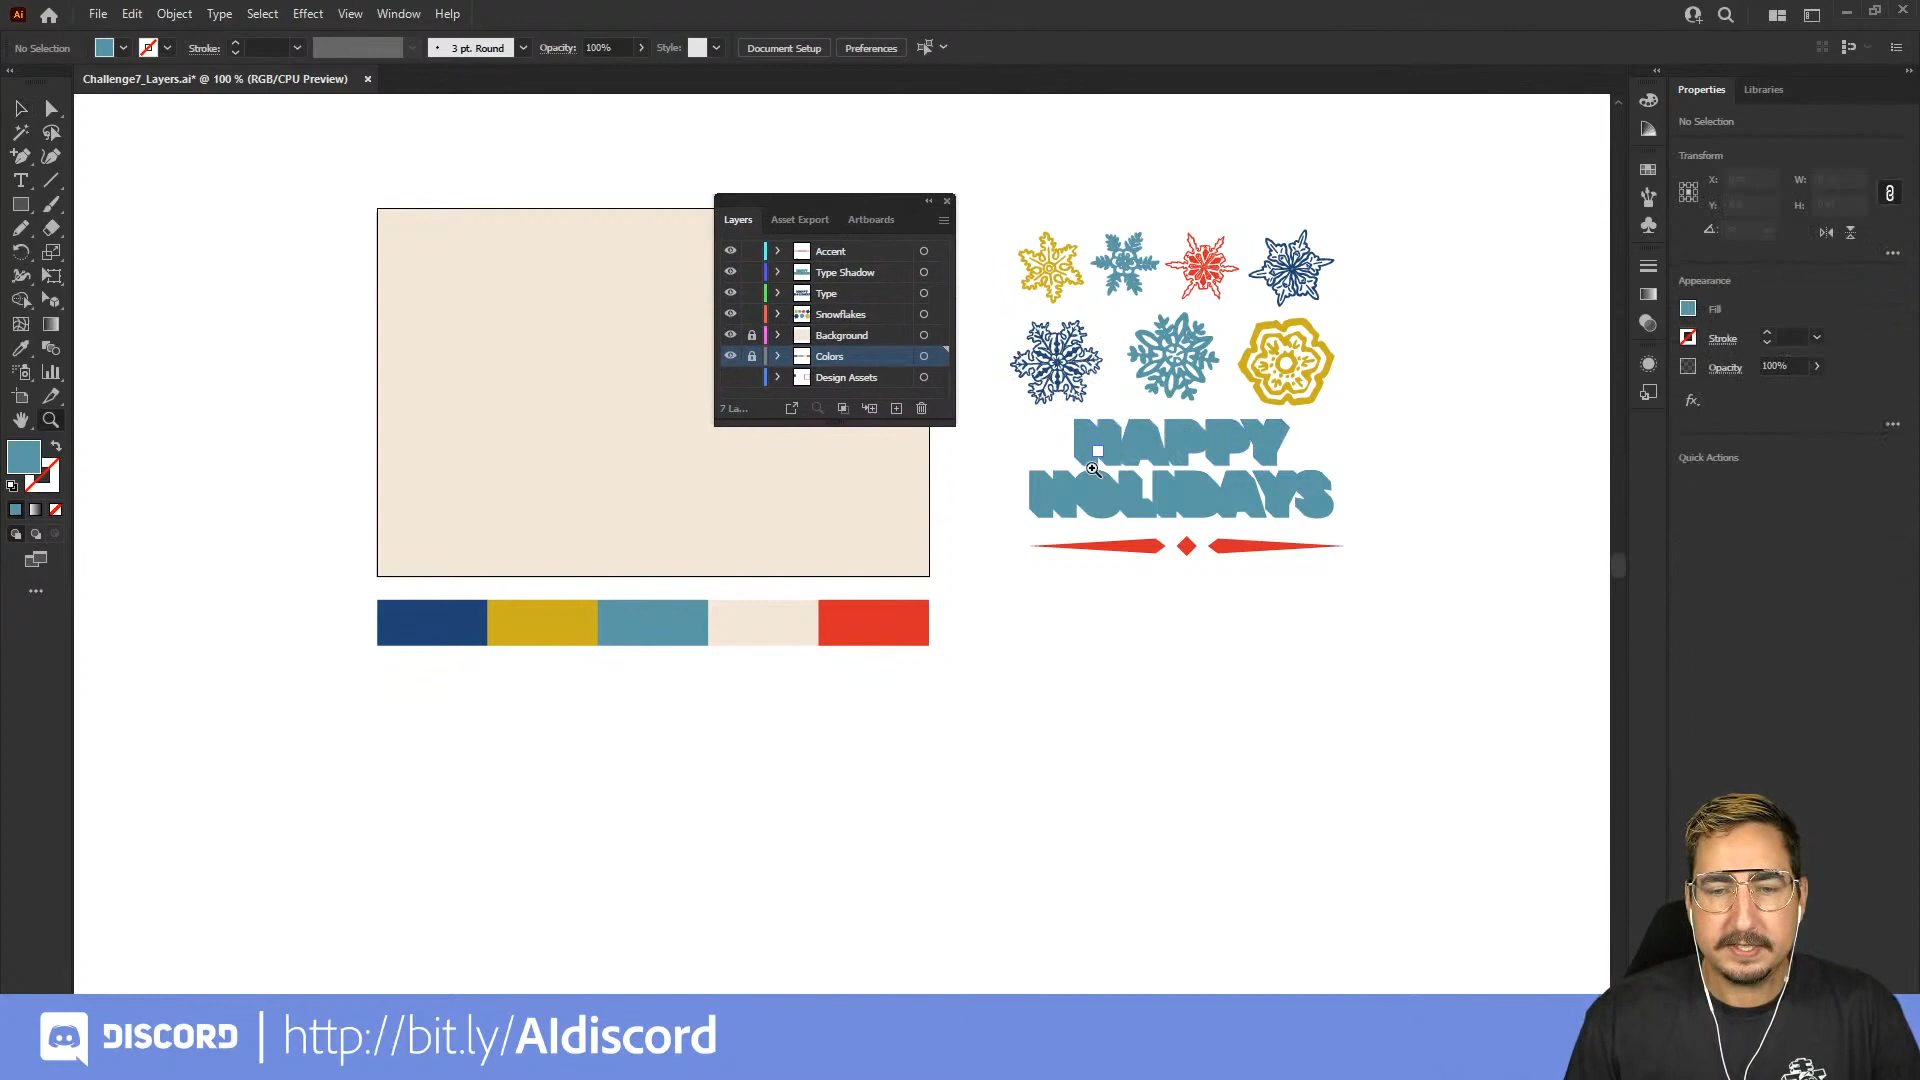 Ai File Edit Object Type Select Effect View Window Help
No Selection Stroke: 3 pt. Round Opacity: 100% Style: Document Setup Preferences
Challenge7_Layers.ai* @ 100 % (RGB/CPU Preview)
Layers Asset Export Artboards
Accent
Type Shadow
Type
Snowflakes
Background
Colors
Design Assets
7 La...
HAPPY
HOLIDAYS
Properties Libraries
No Selection
Transform
X: W:
Y: H:
Appearance
Fill
Stroke
Opacity 100%
fx.
Quick Actions
DISCORD | http://bit.ly/AIdiscord